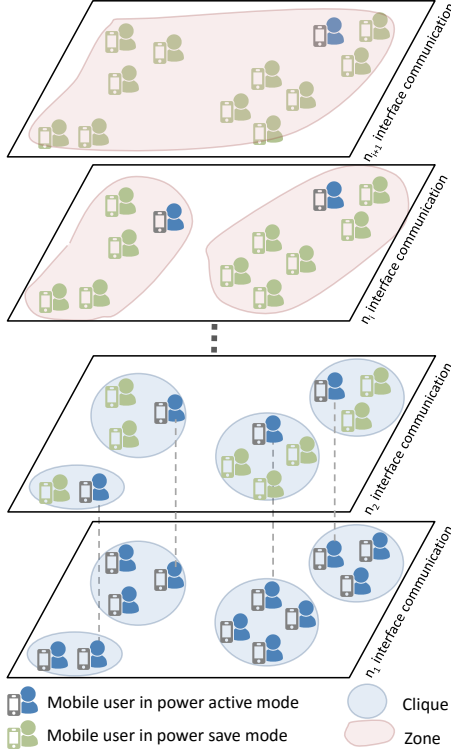 n_{i+1} interface communication
n_i interface communication
n_2 interface communication
n_1 interface communication
Mobile user in power active mode
Clique
Mobile user in power save mode
Zone